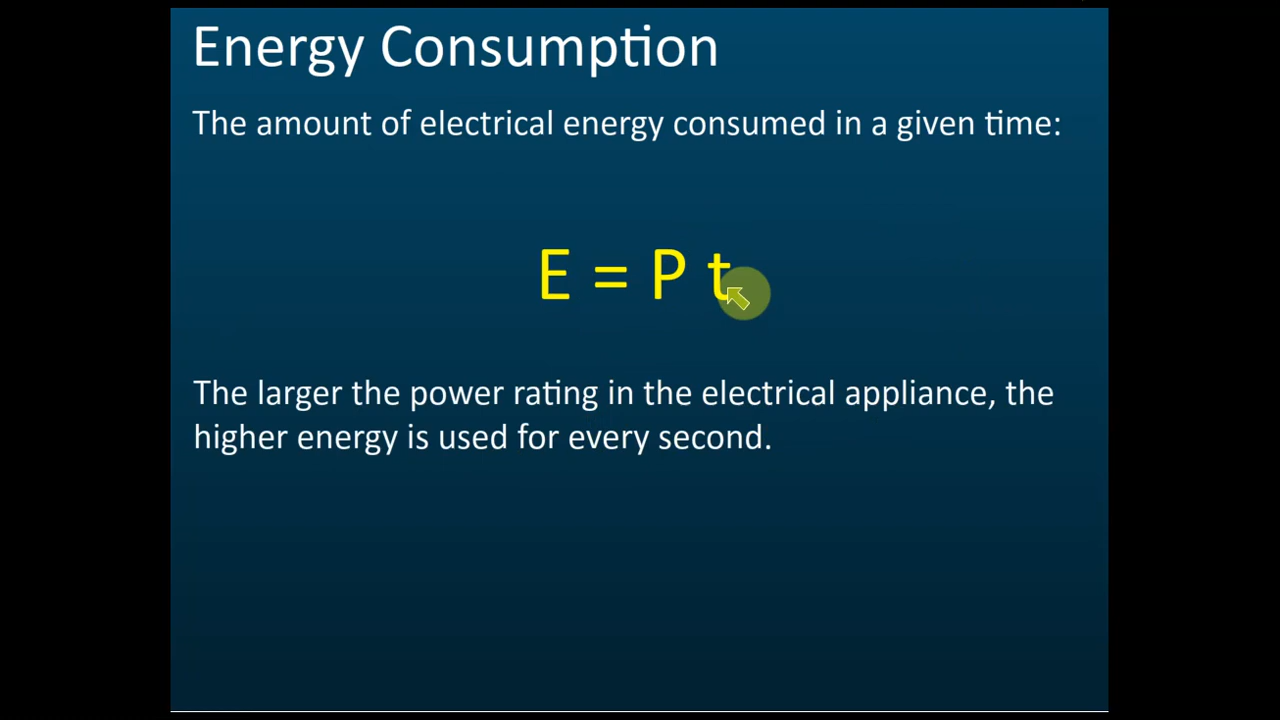 Energy Consumption
The amount of electrical energy consumed in a given time:
E = P t
The larger the power rating in the electrical appliance, the
higher energy is used for every second.